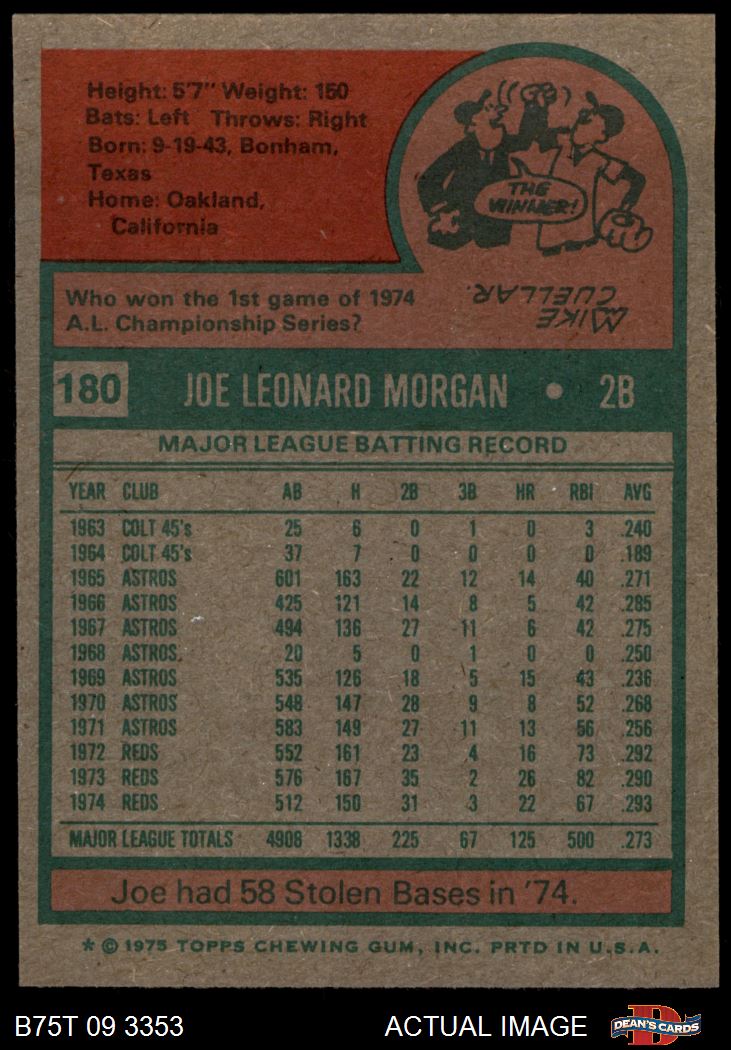 Height: 5'7" Weight: 150
Bats: Left Throws: Right
Born: 9-19-43, Bonham,
Texas
Home: Oakland,
California
THE
WINNER!
Who won the 1st game of 1974
A.L. Championship Series?
MIKE
CUELLAR.
180 JOE LEONARD MORGAN • 2B
MAJOR LEAGUE BATTING RECORD
YEAR CLUB AB H 2B 3B HR RBI AVG
1963 COLT 45's 25 6 0 1 0 3 .240
1964 COLT 45's 37 7 0 0 0 0 .189
1965 ASTROS 601 163 22 12 14 40 .271
1966 ASTROS 425 121 14 8 5 42 .285
1967 ASTROS 494 136 27 11 6 42 .275
1968 ASTROS 20 5 0 1 0 0 .250
1969 ASTROS 535 126 18 5 15 43 .236
1970 ASTROS 548 147 28 9 8 52 .268
1971 ASTROS 583 149 27 11 13 56 .256
1972 REDS 552 161 23 4 16 73 .292
1973 REDS 576 167 35 2 26 82 .290
1974 REDS 512 150 31 3 22 67 .293
MAJOR LEAGUE TOTALS 4908 1338 225 67 125 500 .273
Joe had 58 Stolen Bases in '74.
* © 1975 TOPPS CHEWING GUM, INC. PRTD IN U.S.A.
B75T 09 3353 ACTUAL IMAGE D DEAN'S CARDS